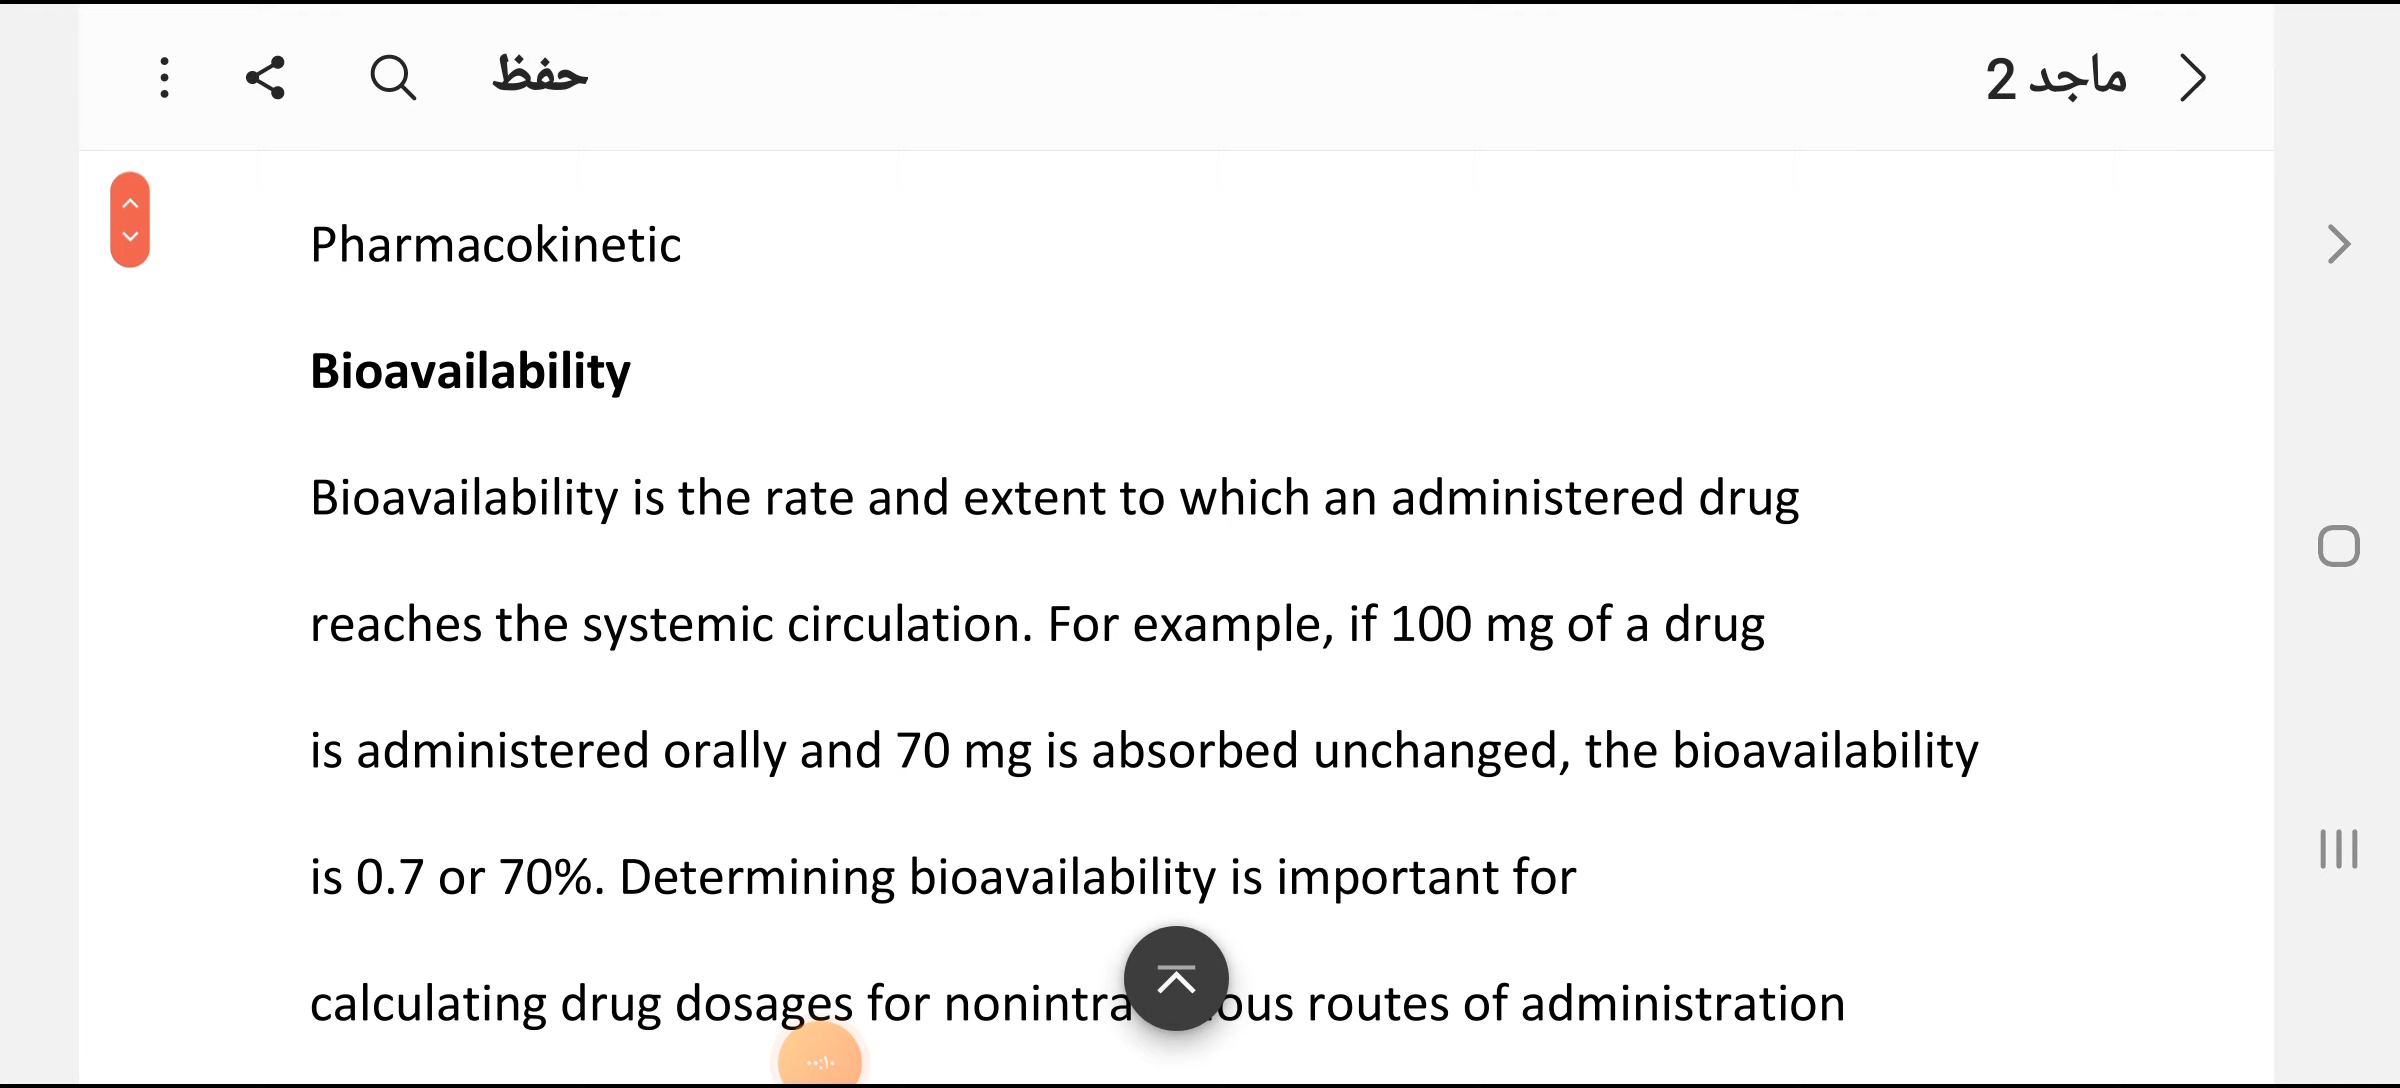 حفظ
ماجد 2
Pharmacokinetic
Bioavailability
Bioavailability is the rate and extent to which an administered drug
reaches the systemic circulation. For example, if 100 mg of a drug
is administered orally and 70 mg is absorbed unchanged, the bioavailability
is 0.7 or 70%. Determining bioavailability is important for
calculating drug dosages for routes of administration